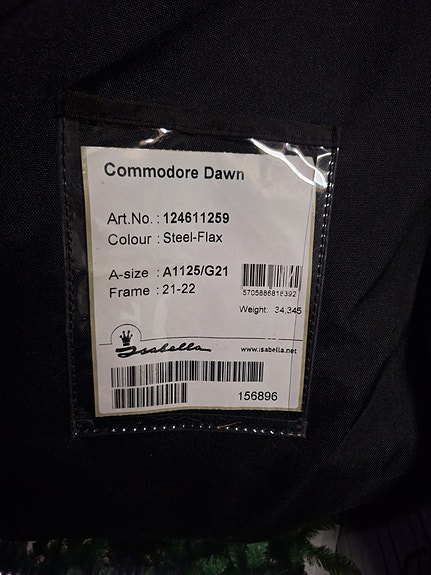 Commodore Dawn
Art.No. : 124611259
Colour : Steel-Flax
A-size : A1125/G21
Frame : 21-22
5705886818392
Weight: 34,345
Isabella
www.isabella.net
156896